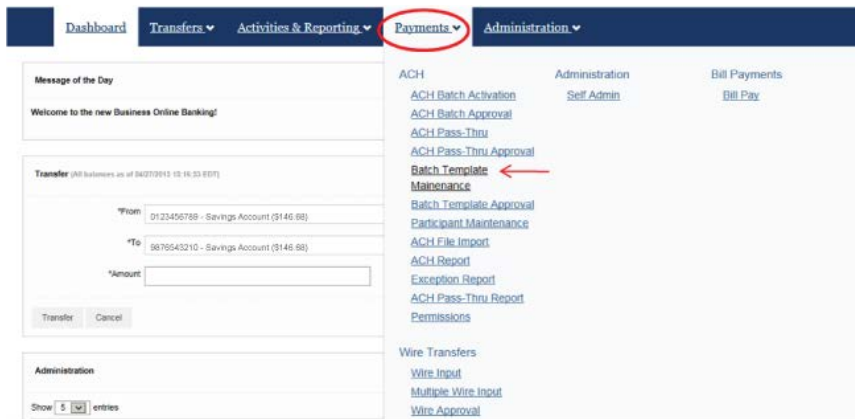 Dashboard Transfers Activities & Reporting Payments Administration
Message of the Day
Welcome to the new Business Online Banking!
Transfer (All balances as of 04/27/2013 10:16:33 EDT)
*From 0123456789 - Savings Account ($146.68)
*To 9876543210 - Savings Account ($146.68)
*Amount
Transfer Cancel
Administration
Show 5 entries
ACH
ACH Batch Activation
ACH Batch Approval
ACH Pass-Thru
ACH Pass-Thru Approval
Batch Template
Mainenance
Batch Template Approval
Participant Maintenance
ACH File Import
ACH Report
Exception Report
ACH Pass-Thru Report
Permissions
Wire Transfers
Wire Input
Multiple Wire Input
Wire Approval
Administration
Self Admin
Bill Payments
Bill Pay